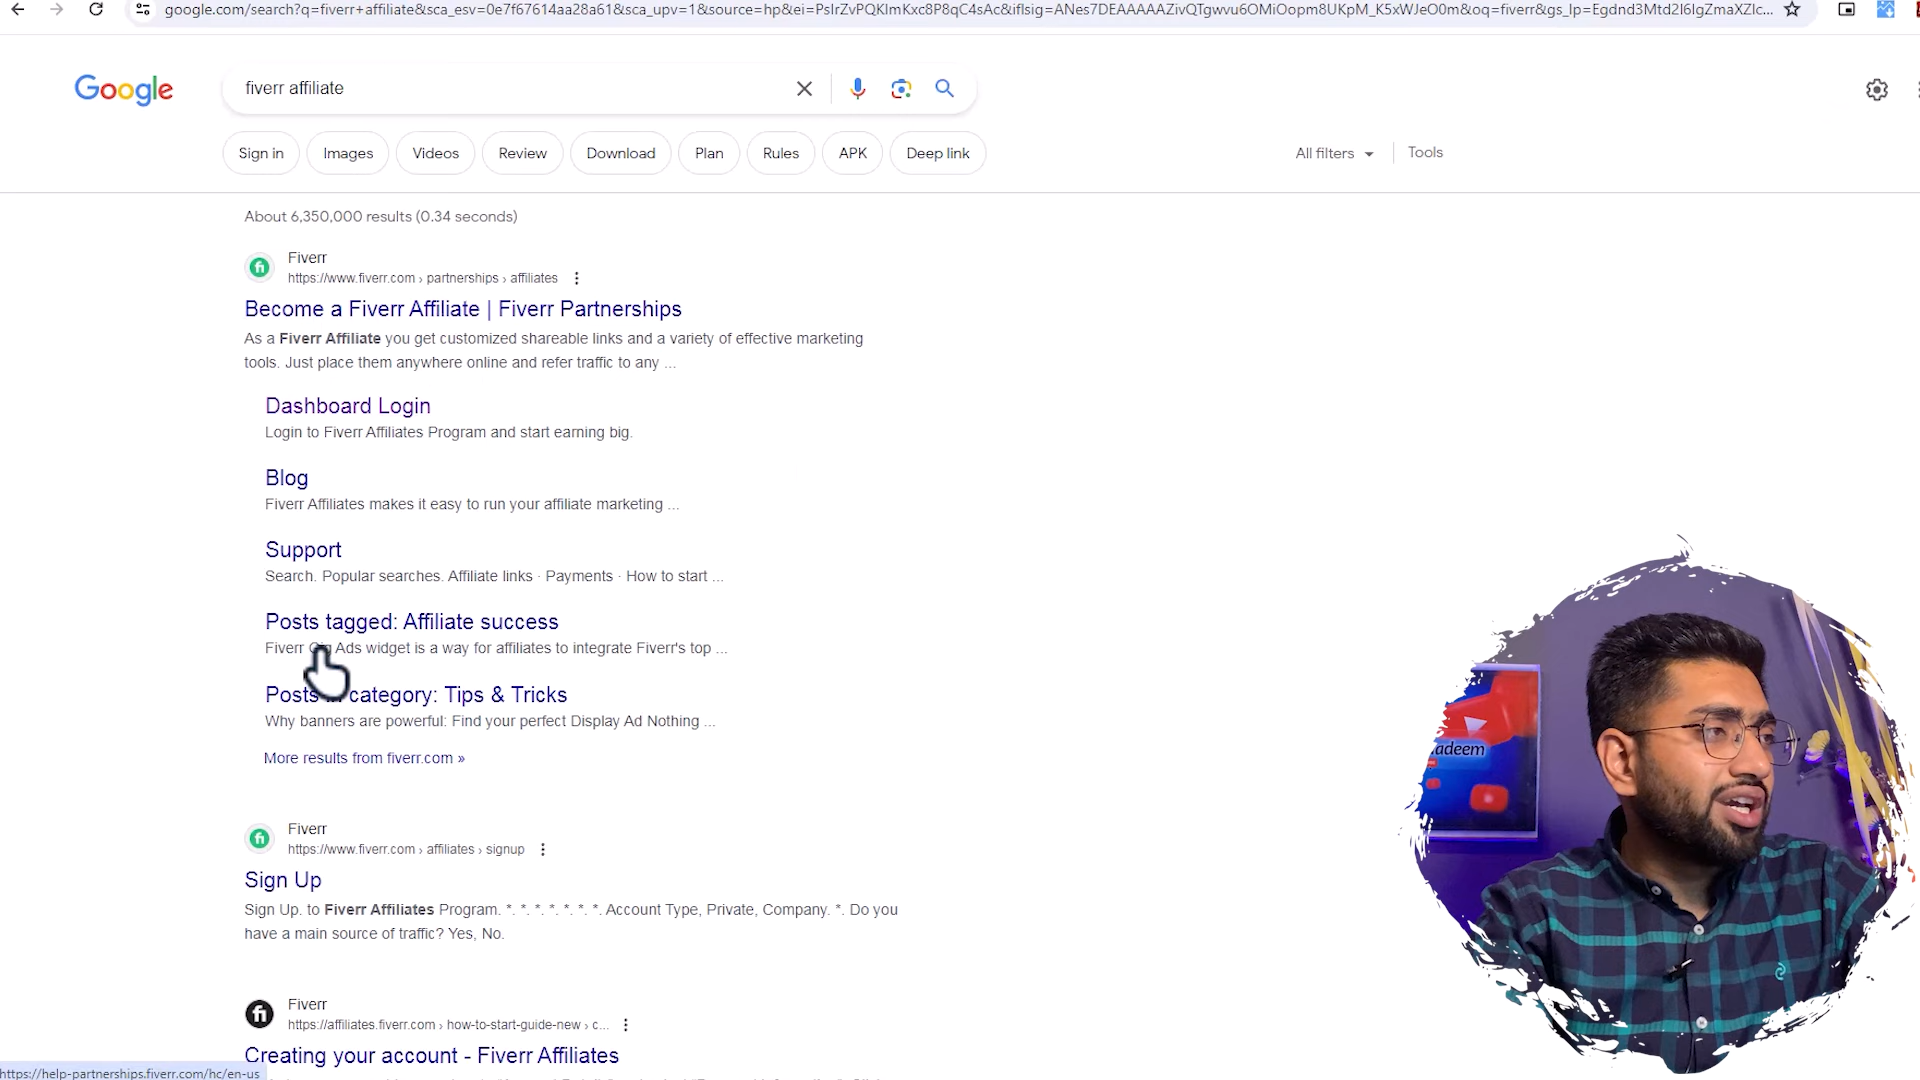 google.com/search?q=fiverr+affiliate&sca_esv=0e7f67614aa28a61&sca_upv=1&source=hp&ei=PsIrZvPQKImKxc8P8qC4sAc&iflsig=ANes7DEAAAAAZivQTgwvu6OMiOopm8UKpM_K5xWJeO0m&oq=fiverr&gs_lp=Egdnd3Mtd2l6IgZmaXZlc...
Google
fiverr affiliate
Sign in Images Videos Review Download Plan Rules APK Deep link
All filters Tools
About 6,350,000 results (0.34 seconds)
Fiverr
https://www.fiverr.com › partnerships › affiliates
Become a Fiverr Affiliate | Fiverr Partnerships
As a Fiverr Affiliate you get customized shareable links and a variety of effective marketing
tools. Just place them anywhere online and refer traffic to any ...
Dashboard Login
Login to Fiverr Affiliates Program and start earning big.
Blog
Fiverr Affiliates makes it easy to run your affiliate marketing ...
Support
Search. Popular searches. Affiliate links · Payments · How to start ...
Posts tagged: Affiliate success
Fiverr Gig Ads widget is a way for affiliates to integrate Fiverr's top ...
Posts in category: Tips & Tricks
Why banners are powerful: Find your perfect Display Ad Nothing ...
More results from fiverr.com »
Fiverr
https://www.fiverr.com › affiliates › signup
Sign Up
Sign Up. to Fiverr Affiliates Program. *. *. *. *. *. *. *. Account Type, Private, Company. *. Do you
have a main source of traffic? Yes, No.
Fiverr
https://affiliates.fiverr.com › how-to-start-guide-new › c...
Creating your account - Fiverr Affiliates
https://help-partnerships.fiverr.com/hc/en-us
adeem